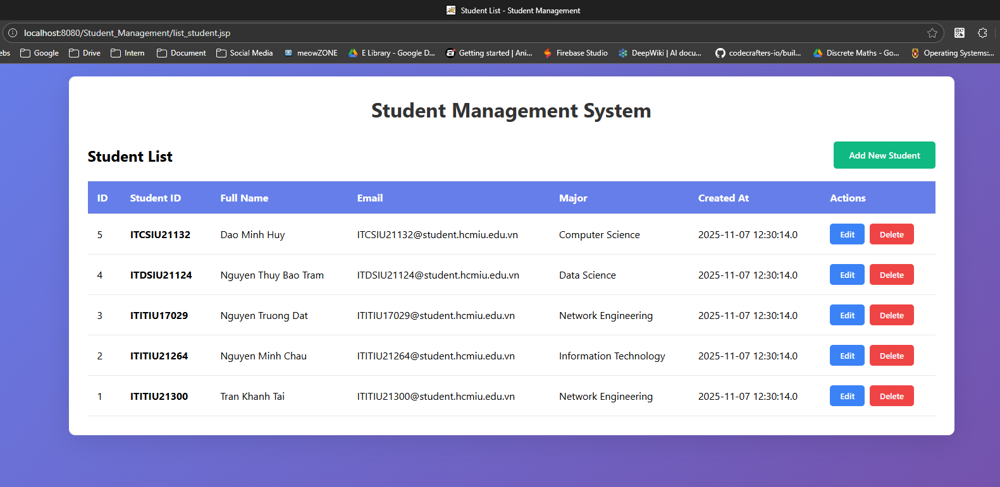 Student List - Student Management
localhost:8080/Student_Management/list_student.jsp
ebs Google Drive Intern Document Social Media meowZONE E Library - Google D... Getting started | Ani... Firebase Studio DeepWiki | AI docu... codecrafters-io/buil... Discrete Maths - Go... Operating Systems:...
Student Management System
Student List Add New Student
ID Student ID Full Name Email Major Created At Actions
5 ITCSIU21132 Dao Minh Huy ITCSIU21132@student.hcmiu.edu.vn Computer Science 2025-11-07 12:30:14.0 Edit Delete
4 ITDSIU21124 Nguyen Thuy Bao Tram ITDSIU21124@student.hcmiu.edu.vn Data Science 2025-11-07 12:30:14.0 Edit Delete
3 ITITIU17029 Nguyen Truong Dat ITITIU17029@student.hcmiu.edu.vn Network Engineering 2025-11-07 12:30:14.0 Edit Delete
2 ITITIU21264 Nguyen Minh Chau ITITIU21264@student.hcmiu.edu.vn Information Technology 2025-11-07 12:30:14.0 Edit Delete
1 ITITIU21300 Tran Khanh Tai ITITIU21300@student.hcmiu.edu.vn Network Engineering 2025-11-07 12:30:14.0 Edit Delete